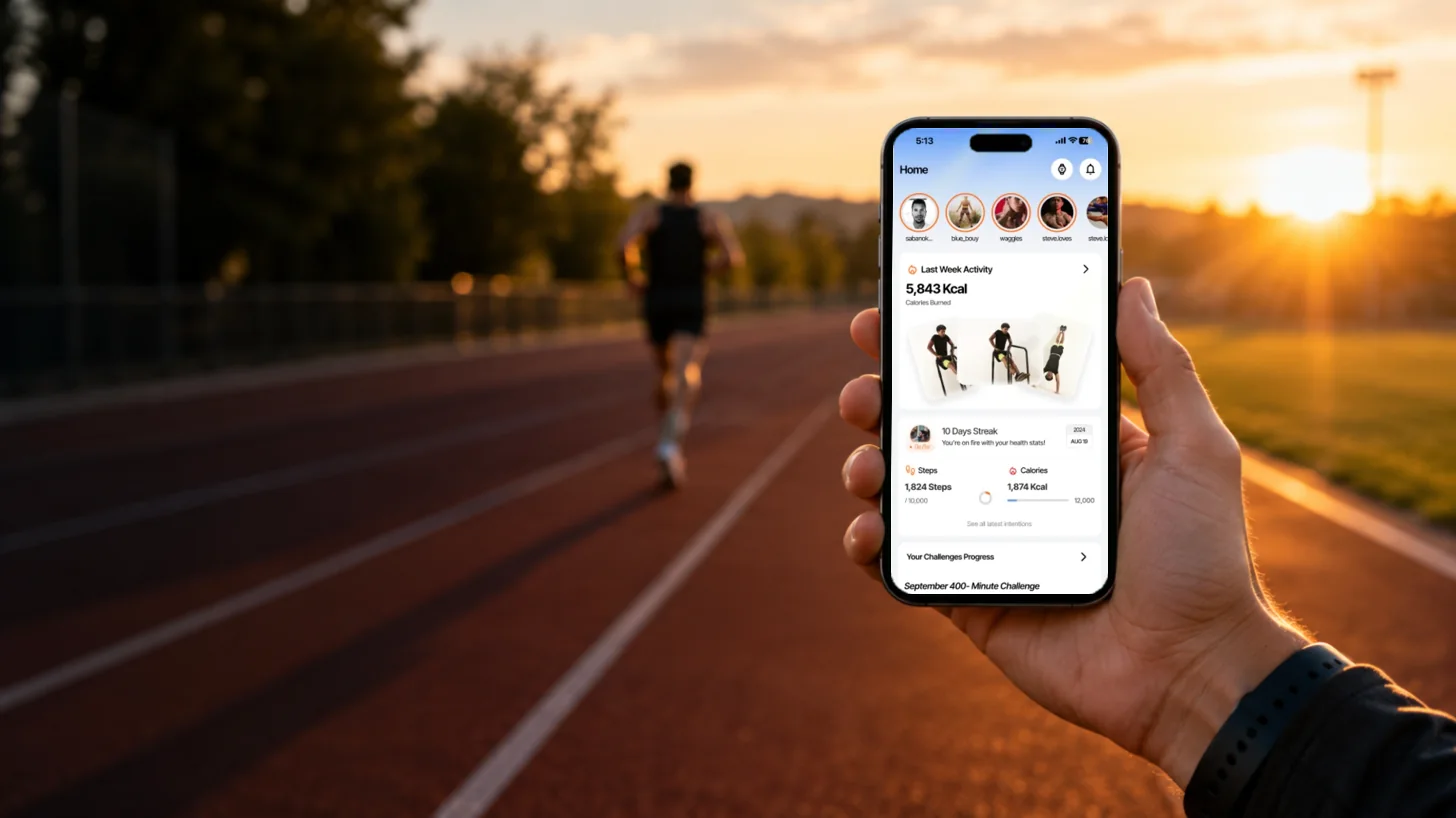 5:13
Home
sabanok...
blue_bouy
waggles
steve.loves
steve.lo
Last Week Activity
5,843 Kcal
Calories Burned
10 Days Streak
You're on fire with your health stats!
2024
AUG 19
Steps
Calories
1,824 Steps
1,874 Kcal
/ 10,000
12,000
See all latest intentions
Your Challenges Progress
September 400- Minute Challenge